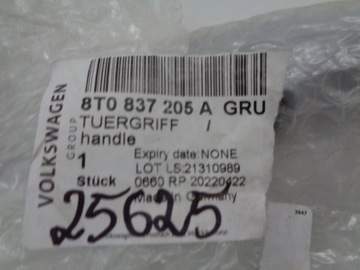 VOLKSWAGEN
GROUP
8T0 837 205 A GRU
TUERGRIFF /
handle
1 Expiry date: NONE
LOT LS:21310989
Stück 0660 RP 20220422
Made in Germany
25625